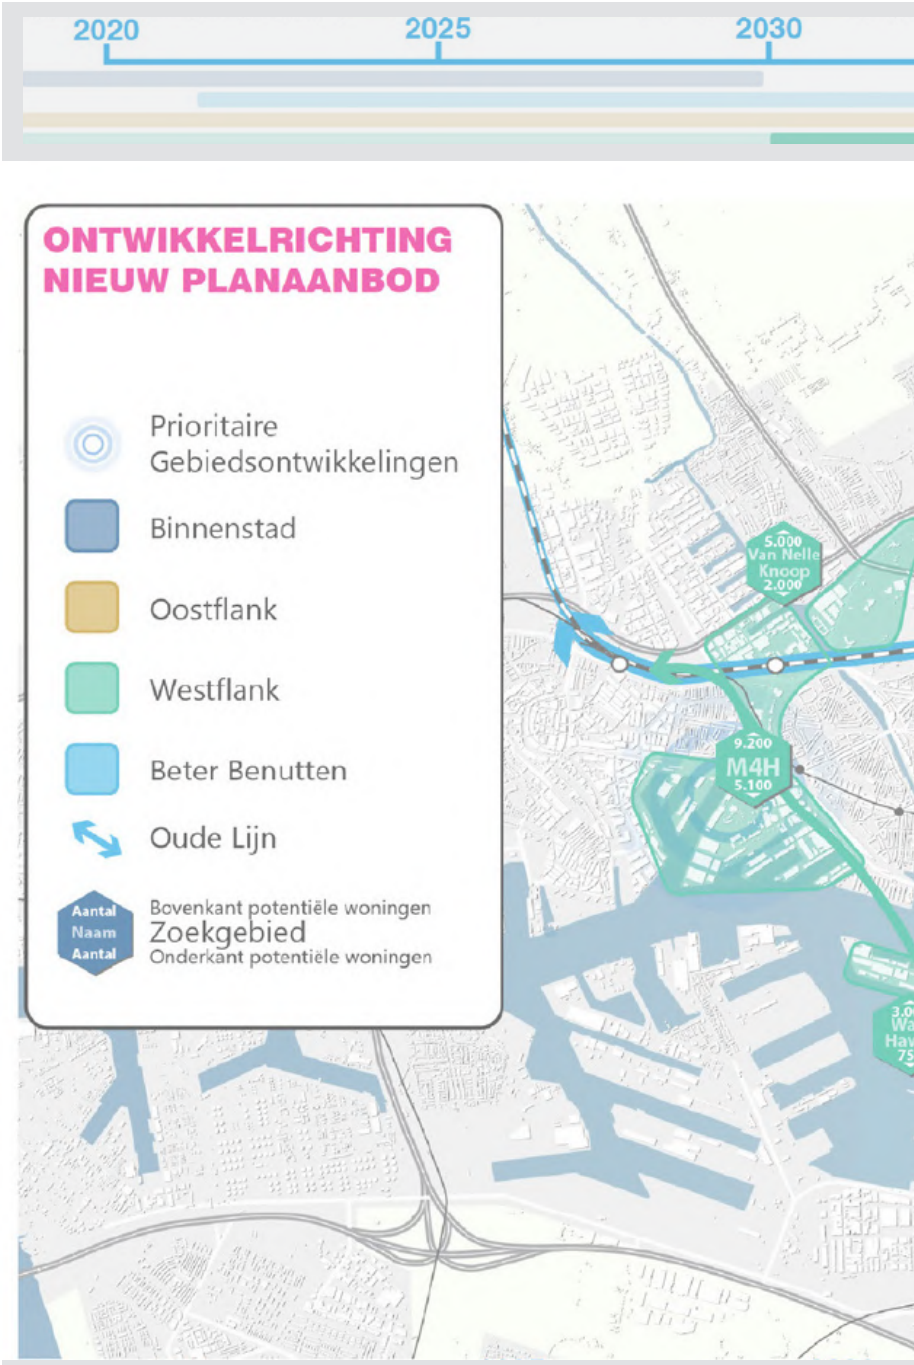 2020 2025 2030
ONTWIKKELRICHTING
NIEUW PLANAANBOD
Prioritaire
Gebiedsontwikkelingen
Binnenstad
Oostflank
Westflank
Beter Benutten
Oude Lijn
Aantal
Naam
Aantal
Bovenkant potentiële woningen
Zoekgebied
Onderkant potentiële woningen
5.000
Van Nelle
Knoop
2.000
9.200
M4H
5.100